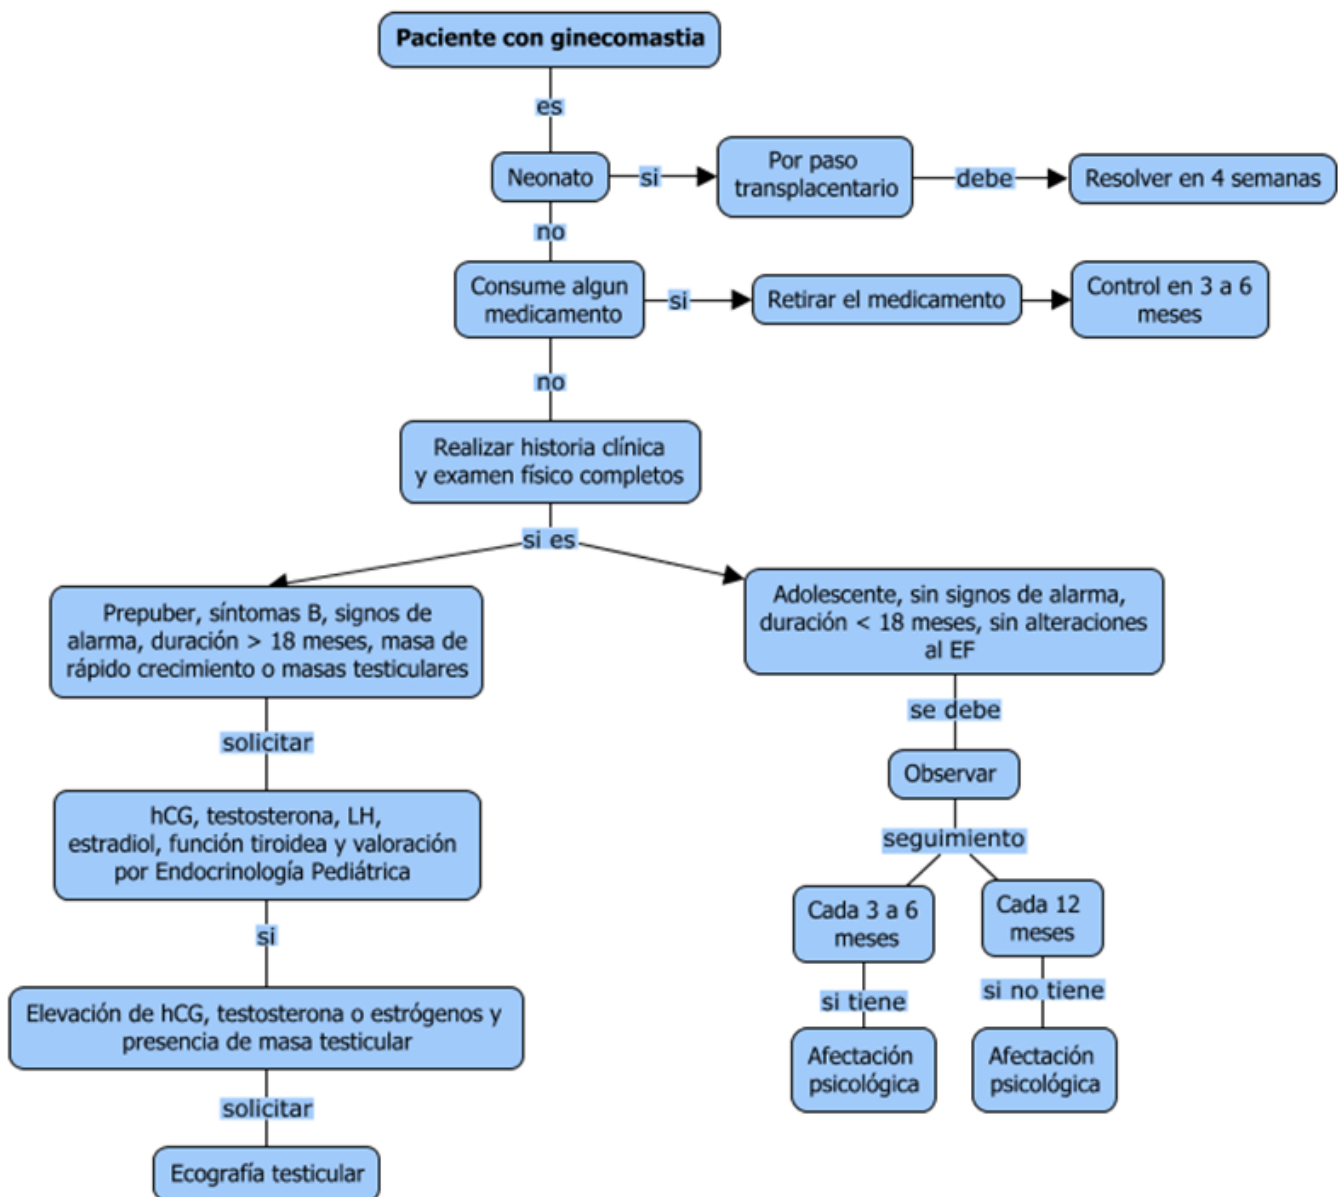 Paciente con ginecomastia
es
Neonato
si
Por paso
transplacentario
debe
Resolver en 4 semanas
no
Consume algun
medicamento
si
Retirar el medicamento
Control en 3 a 6
meses
no
Realizar historia clínica
y examen físico completos
si es
Prepuber, síntomas B, signos de
alarma, duración > 18 meses, masa de
rápido crecimiento o masas testiculares
solicitar
hCG, testosterona, LH,
estradiol, función tiroidea y valoración
por Endocrinología Pediátrica
si
Elevación de hCG, testosterona o estrógenos y
presencia de masa testicular
solicitar
Ecografía testicular
Adolescente, sin signos de alarma,
duración < 18 meses, sin alteraciones
al EF
se debe
Observar
seguimiento
Cada 3 a 6
meses
si tiene
Afectación
psicológica
Cada 12
meses
si no tiene
Afectación
psicológica